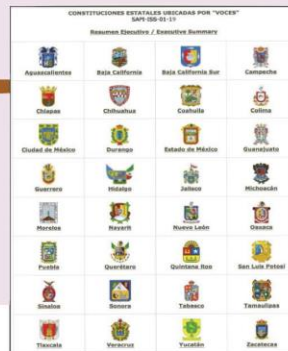 CONSTITUCIONES ESTATALES UBICADAS POR "VOCES"
SAPI-ISS-01-19
Resumen Ejecutivo / Executive Summary
Aguascalientes Baja California Baja California Sur Campeche
Chiapas Chihuahua Coahuila Colima
Ciudad de México Durango Estado de México Guanajuato
Guerrero Hidalgo Jalisco Michoacán
Morelos Nayarit Nuevo León Oaxaca
Puebla Querétaro Quintana Roo San Luis Potosí
Sinaloa Sonora Tabasco Tamaulipas
Tlaxcala Veracruz Yucatán Zacatecas